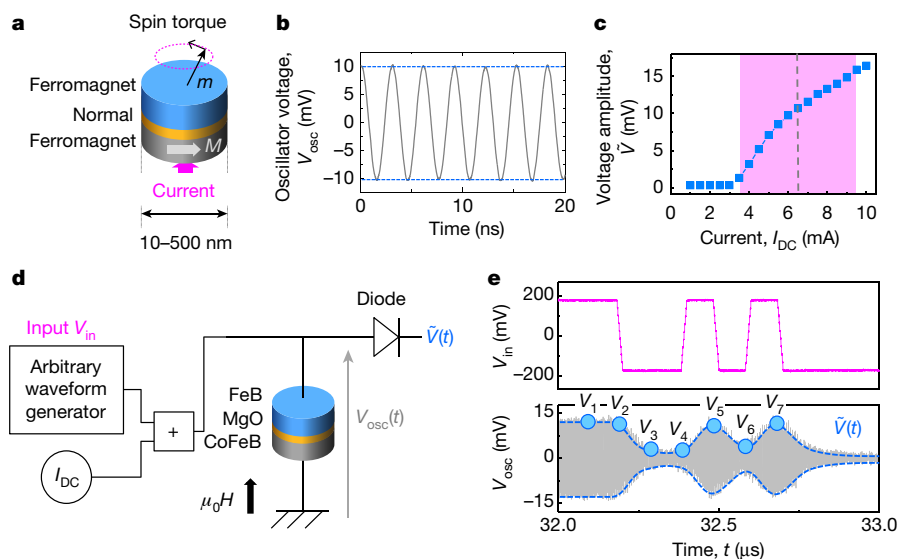 a
Spin torque
m
Ferromagnet
Normal
Ferromagnet
M
Current
10–500 nm
b
Oscillator voltage,
V_osc (mV)
10
5
0
−5
−10
0
5
10
15
20
Time (ns)
c
Voltage amplitude,
Ṽ (mV)
15
10
5
0
0
2
4
6
8
10
Current, I_DC (mA)
d
Input V_in
Arbitrary
waveform
generator
I_DC
+
Diode
Ṽ(t)
FeB
MgO
CoFeB
V_osc(t)
μ₀H
e
V_in (mV)
200
0
−200
V_osc (mV)
15
0
−15
V₁ V₂ V₃ V₄ V₅ V₆ V₇
Ṽ(t)
32.0
32.5
33.0
Time, t (μs)